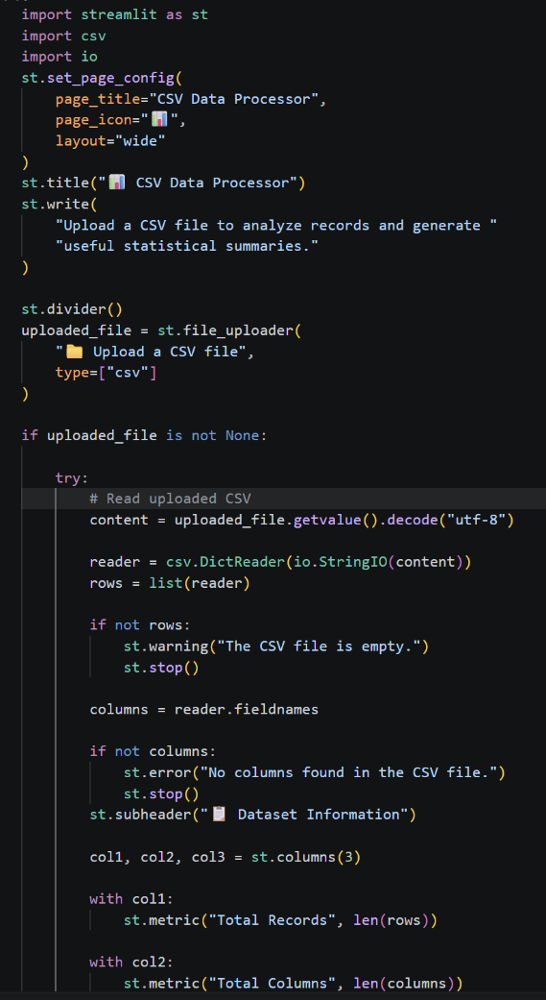 import streamlit as st
import csv
import io
st.set_page_config(
    page_title="CSV Data Processor",
    page_icon="📊",
    layout="wide"
)
st.title("📊 CSV Data Processor")
st.write(
    "Upload a CSV file to analyze records and generate "
    "useful statistical summaries."
)

st.divider()
uploaded_file = st.file_uploader(
    "📁 Upload a CSV file",
    type=["csv"]
)

if uploaded_file is not None:

    try:
        # Read uploaded CSV
        content = uploaded_file.getvalue().decode("utf-8")

        reader = csv.DictReader(io.StringIO(content))
        rows = list(reader)

        if not rows:
            st.warning("The CSV file is empty.")
            st.stop()

        columns = reader.fieldnames

        if not columns:
            st.error("No columns found in the CSV file.")
            st.stop()
        st.subheader("📋 Dataset Information")

        col1, col2, col3 = st.columns(3)

        with col1:
            st.metric("Total Records", len(rows))

        with col2:
            st.metric("Total Columns", len(columns))